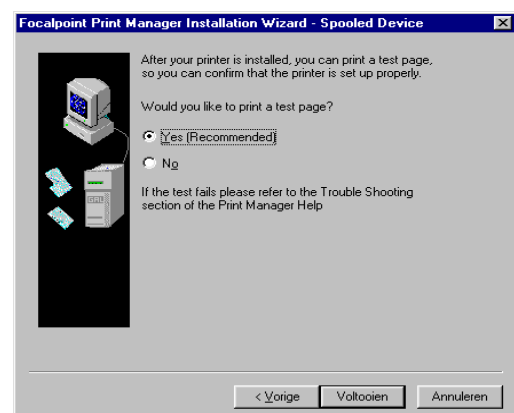 Focalpoint Print Manager Installation Wizard - Spooled Device
After your printer is installed, you can print a test page,
so you can confirm that the printer is set up properly.
Would you like to print a test page?
Yes (Recommended)
No
If the test fails please refer to the Trouble Shooting
section of the Print Manager Help
< Vorige
Voltooien
Annuleren